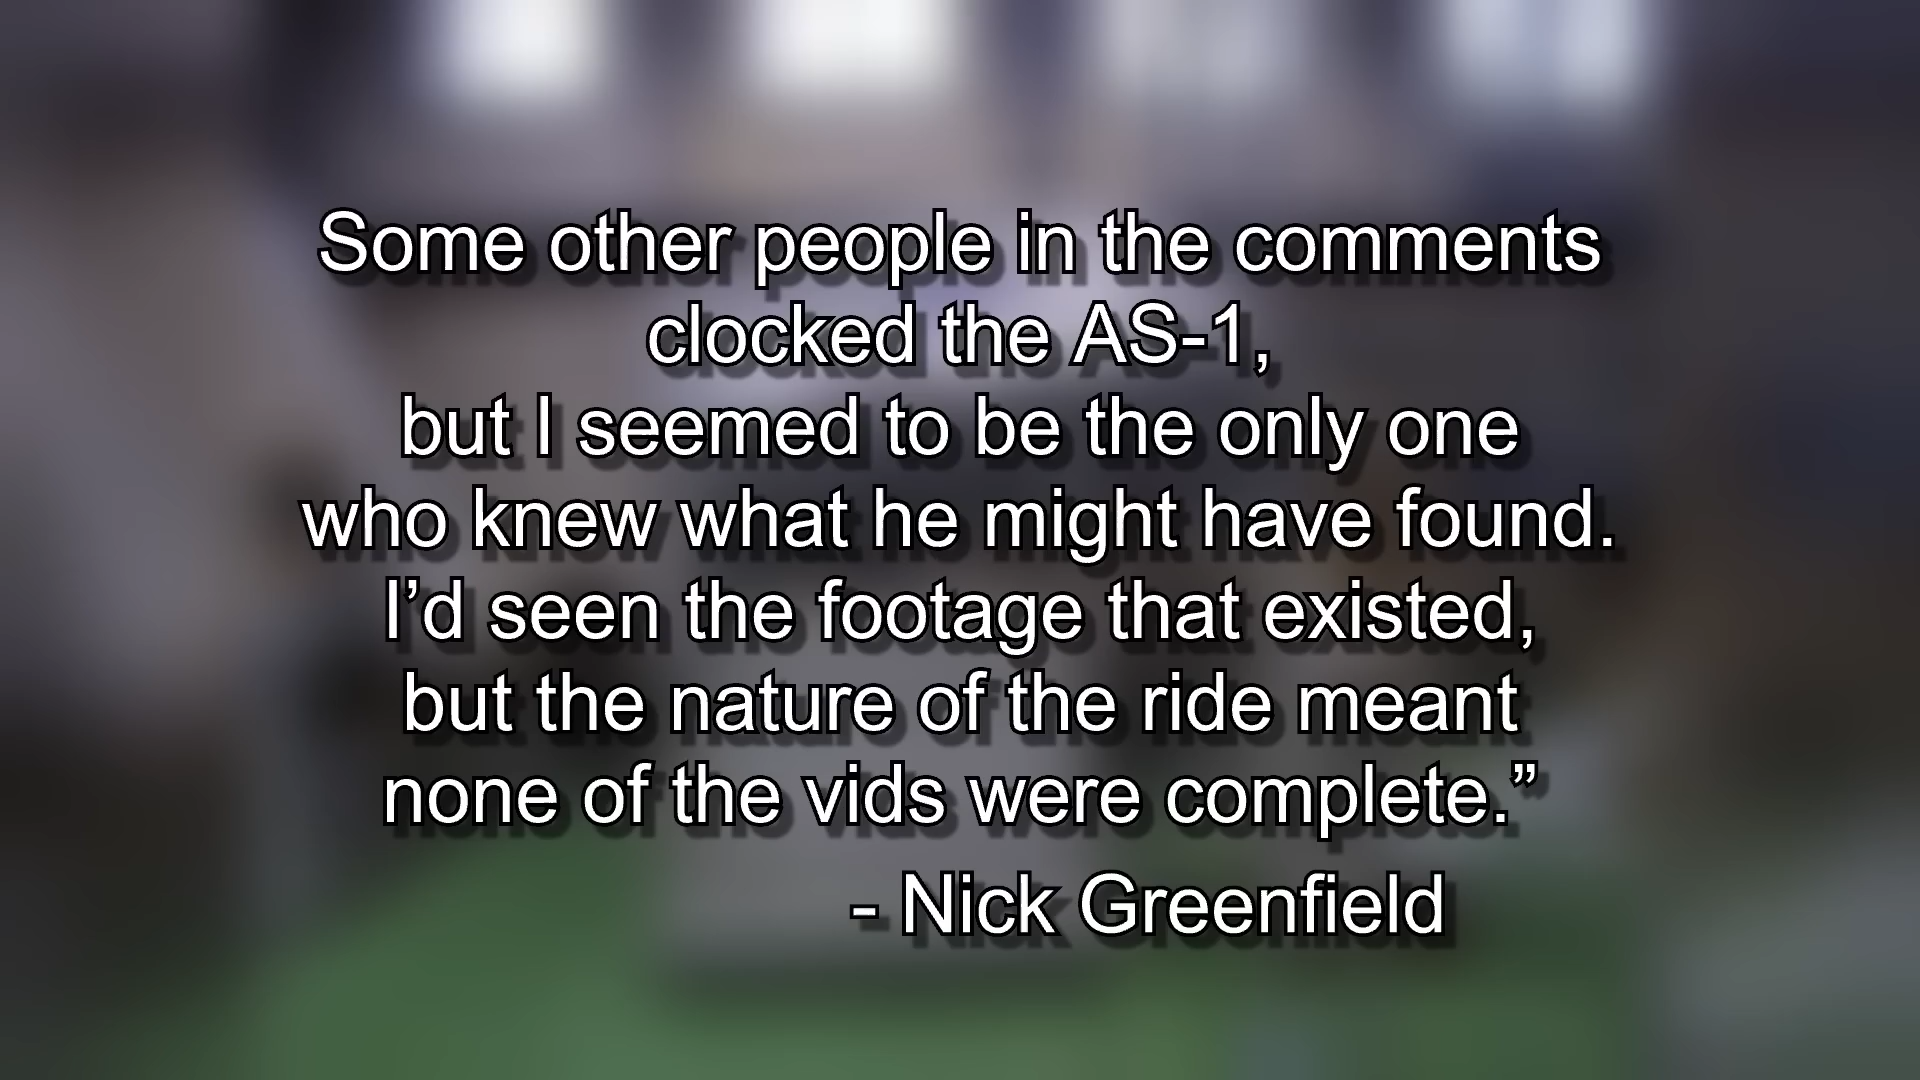 Some other people in the comments
clocked the AS-1,
but I seemed to be the only one
who knew what he might have found.
I’d seen the footage that existed,
but the nature of the ride meant
none of the vids were complete.”
- Nick Greenfield